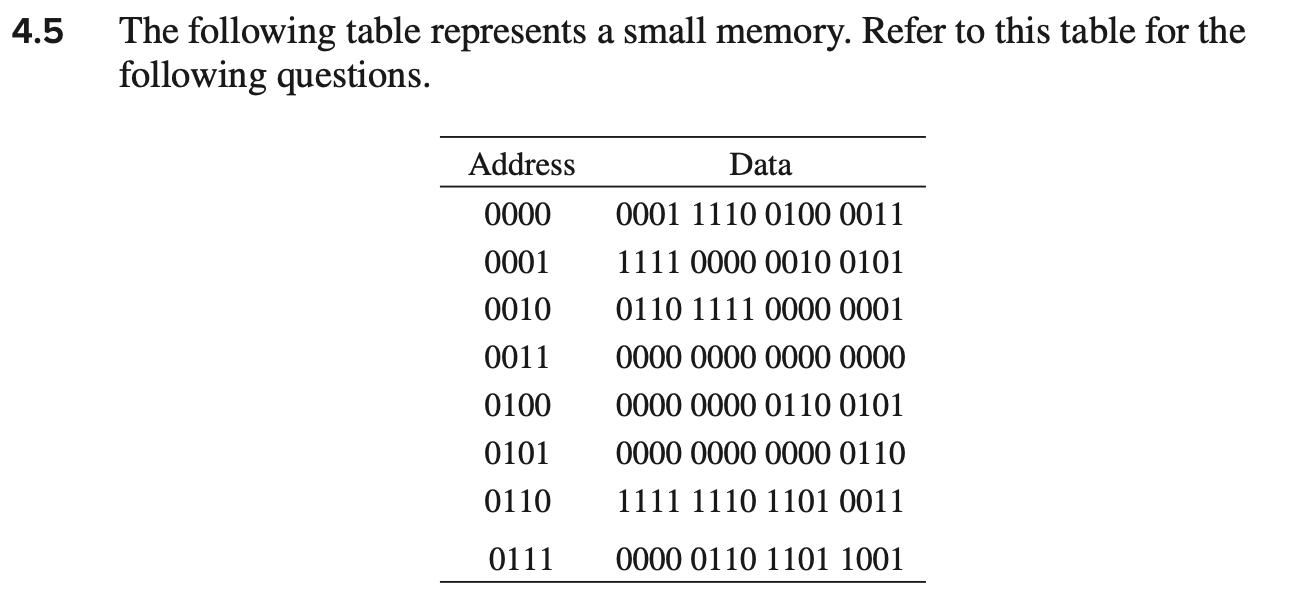 4.5 The following table represents a small memory. Refer to this table for the
following questions.
Address Data
0000 0001 1110 0100 0011
0001 1111 0000 0010 0101
0010 0110 1111 0000 0001
0011 0000 0000 0000 0000
0100 0000 0000 0110 0101
0101 0000 0000 0000 0110
0110 1111 1110 1101 0011
0111 0000 0110 1101 1001